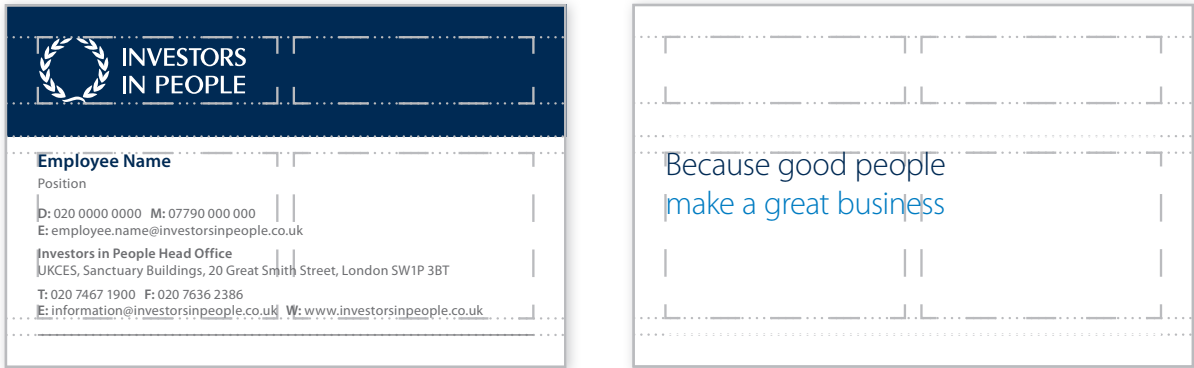 INVESTORS
IN PEOPLE
Employee Name
Position
D: 020 0000 0000 M: 07790 000 000
E: employee.name@investorsinpeople.co.uk
Investors in People Head Office
UKCES, Sanctuary Buildings, 20 Great Smith Street, London SW1P 3BT
T: 020 7467 1900 F: 020 7636 2386
E: information@investorsinpeople.co.uk W: www.investorsinpeople.co.uk
Because good people
make a great business